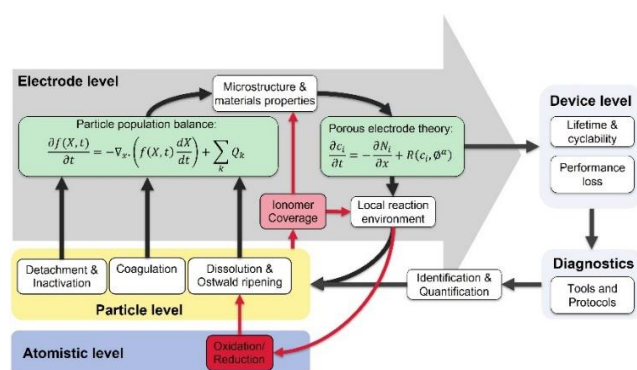 Electrode level
Microstructure &
materials properties
Device level
Lifetime &
cyclability
Performance
loss
Particle population balance:
∂f(X,t)/∂t = −∇ₓ.(f(X,t) dX/dt) + ∑ₖ Qₖ
Porous electrode theory:
∂cᵢ/∂t = −∂Nᵢ/∂x + R(cᵢ, ∅ᵅ)
Ionomer
Coverage
Local reaction
environment
Detachment &
Inactivation
Coagulation
Dissolution &
Ostwald ripening
Particle level
Identification &
Quantification
Diagnostics
Tools and
Protocols
Atomistic level
Oxidation/
Reduction